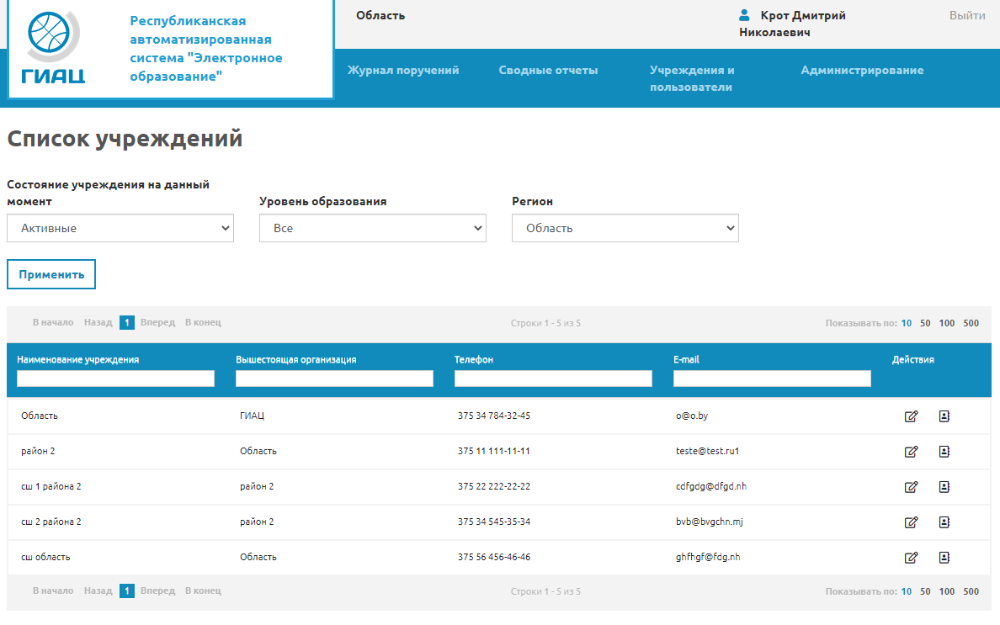 ГИАЦ
Республиканская
автоматизированная
система "Электронное
образование"
Область
Крот Дмитрий
Николаевич
Выйти
Журнал поручений
Сводные отчеты
Учреждения и
пользователи
Администрирование
Список учреждений
Состояние учреждения на данный
момент
Уровень образования
Регион
Активные
Все
Область
Применить
В начало Назад 1 Вперед В конец
Строки 1 - 5 из 5
Показывать по: 10 50 100 500
Наименование учреждения Вышестоящая организация Телефон E-mail Действия
Область ГИАЦ 375 34 784-32-45 o@o.by
район 2 Область 375 11 111-11-11 teste@test.ru1
сш 1 района 2 район 2 375 22 222-22-22 cdfgdg@dfgd.nh
сш 2 района 2 район 2 375 34 545-35-34 bvb@bvgchn.mj
сш область Область 375 56 456-46-46 ghfhgf@fdg.nh
В начало Назад 1 Вперед В конец
Строки 1 - 5 из 5
Показывать по: 10 50 100 500